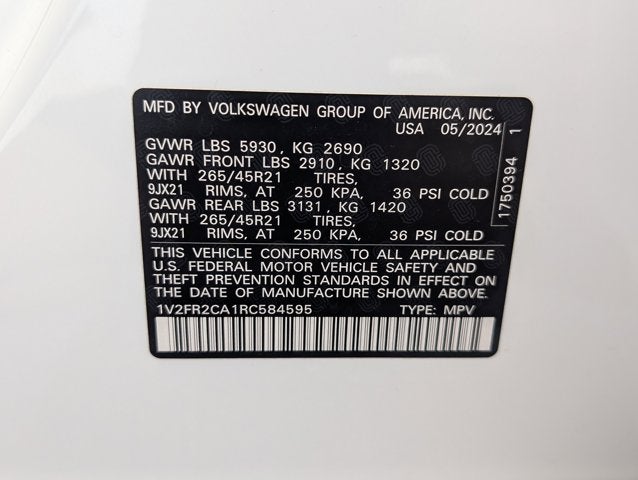 MFD BY VOLKSWAGEN GROUP OF AMERICA, INC.
USA 05/2024
GVWR LBS 5930, KG 2690
GAWR FRONT LBS 2910, KG 1320
WITH 265/45R21 TIRES,
9JX21 RIMS, AT 250 KPA, 36 PSI COLD
GAWR REAR LBS 3131, KG 1420
WITH 265/45R21 TIRES,
9JX21 RIMS, AT 250 KPA, 36 PSI COLD
THIS VEHICLE CONFORMS TO ALL APPLICABLE
U.S. FEDERAL MOTOR VEHICLE SAFETY AND
THEFT PREVENTION STANDARDS IN EFFECT ON
THE DATE OF MANUFACTURE SHOWN ABOVE.
1V2FR2CA1RC584595 TYPE: MPV
1750394 1